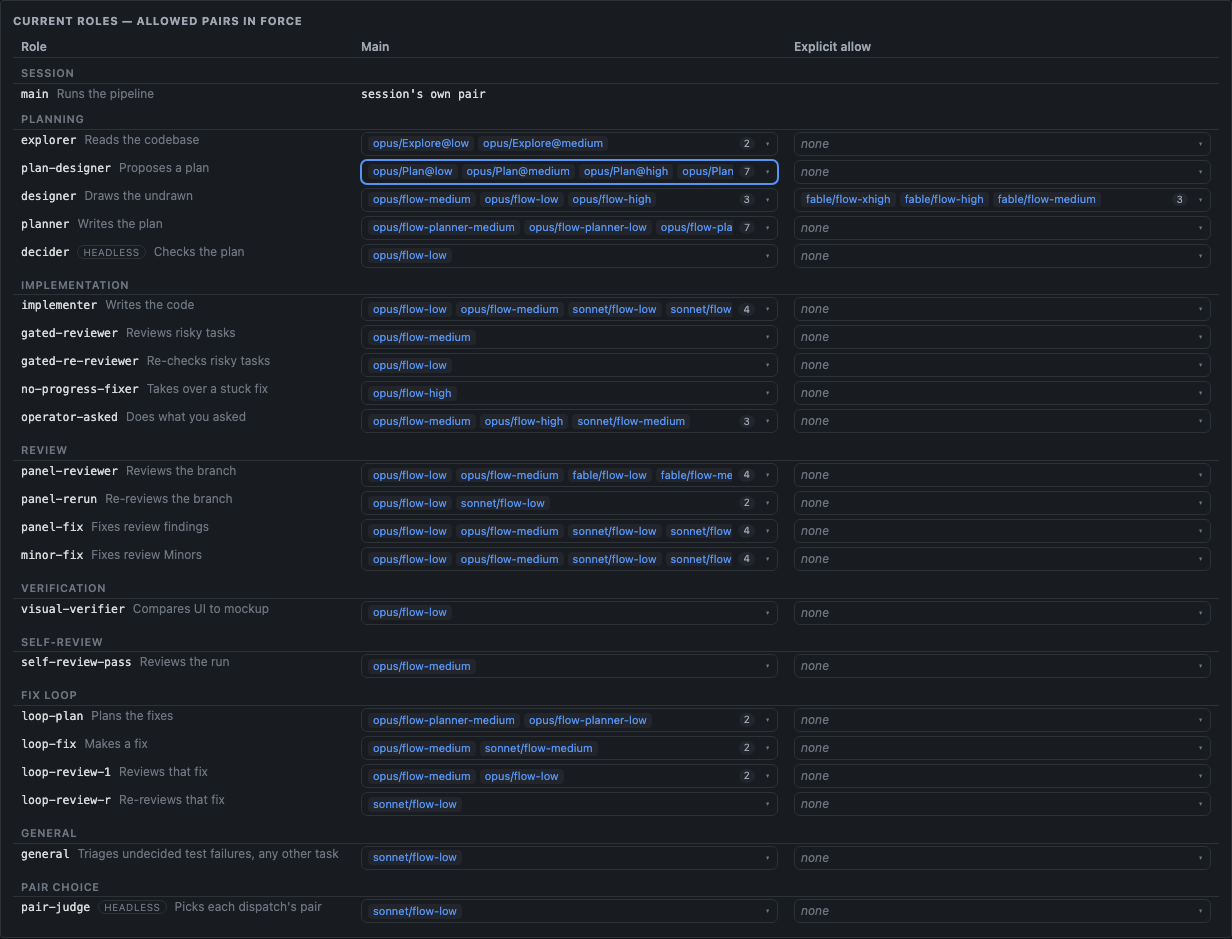 CURRENT ROLES — ALLOWED PAIRS IN FORCE
Role Main Explicit allow
SESSION
main Runs the pipeline session's own pair
PLANNING
explorer Reads the codebase opus/Explore@low opus/Explore@medium 2 none
plan-designer Proposes a plan opus/Plan@low opus/Plan@medium opus/Plan@high opus/Plan 7 none
designer Draws the undrawn opus/flow-medium opus/flow-low opus/flow-high 3 fable/flow-xhigh fable/flow-high fable/flow-medium 3
planner Writes the plan opus/flow-planner-medium opus/flow-planner-low opus/flow-pla 7 none
decider HEADLESS Checks the plan opus/flow-low none
IMPLEMENTATION
implementer Writes the code opus/flow-low opus/flow-medium sonnet/flow-low sonnet/flow 4 none
gated-reviewer Reviews risky tasks opus/flow-medium none
gated-re-reviewer Re-checks risky tasks opus/flow-low none
no-progress-fixer Takes over a stuck fix opus/flow-high none
operator-asked Does what you asked opus/flow-medium opus/flow-high sonnet/flow-medium 3 none
REVIEW
panel-reviewer Reviews the branch opus/flow-low opus/flow-medium fable/flow-low fable/flow-me 4 none
panel-rerun Re-reviews the branch opus/flow-low sonnet/flow-low 2 none
panel-fix Fixes review findings opus/flow-low opus/flow-medium sonnet/flow-low sonnet/flow 4 none
minor-fix Fixes review Minors opus/flow-low opus/flow-medium sonnet/flow-low sonnet/flow 4 none
VERIFICATION
visual-verifier Compares UI to mockup opus/flow-low none
SELF-REVIEW
self-review-pass Reviews the run opus/flow-medium none
FIX LOOP
loop-plan Plans the fixes opus/flow-planner-medium opus/flow-planner-low 2 none
loop-fix Makes a fix opus/flow-medium sonnet/flow-medium 2 none
loop-review-1 Reviews that fix opus/flow-medium opus/flow-low 2 none
loop-review-r Re-reviews that fix sonnet/flow-low none
GENERAL
general Triages undecided test failures, any other task sonnet/flow-low none
PAIR CHOICE
pair-judge HEADLESS Picks each dispatch's pair sonnet/flow-low none